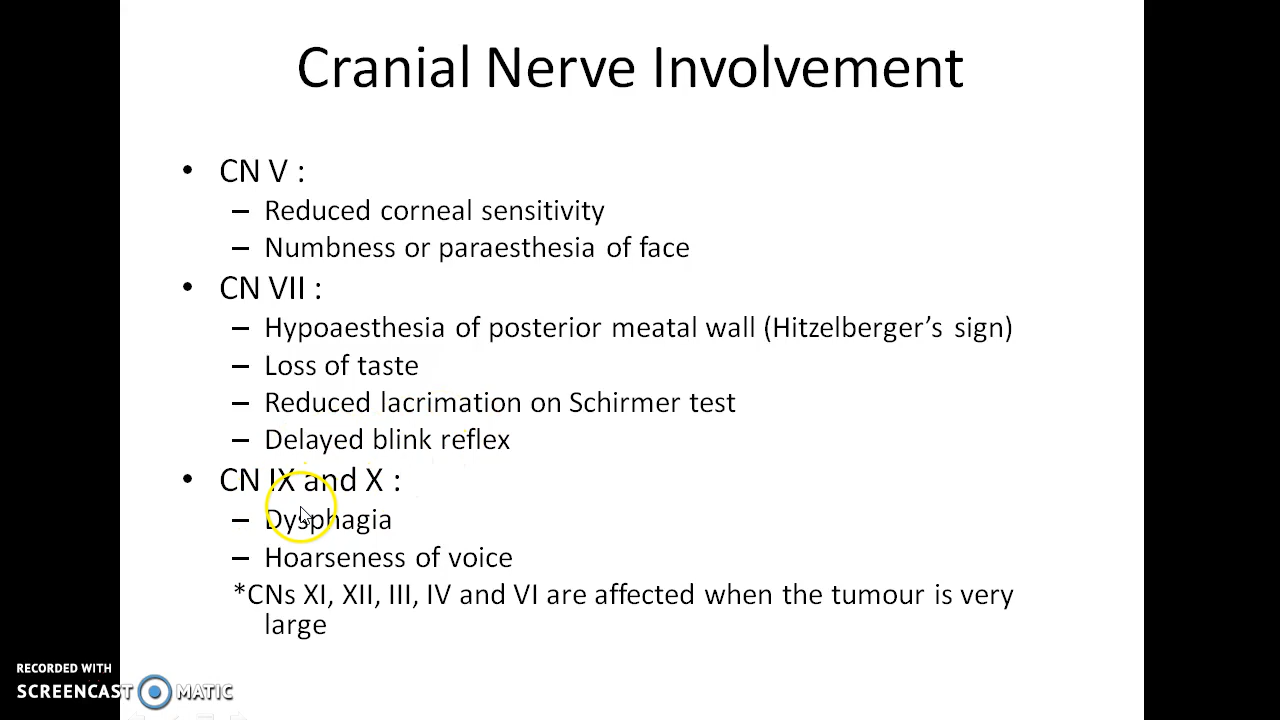 Cranial Nerve Involvement
• CN V :
– Reduced corneal sensitivity
– Numbness or paraesthesia of face
• CN VII :
– Hypoaesthesia of posterior meatal wall (Hitzelberger’s sign)
– Loss of taste
– Reduced lacrimation on Schirmer test
– Delayed blink reflex
• CN IX and X :
– Dysphagia
– Hoarseness of voice
*CNs XI, XII, III, IV and VI are affected when the tumour is very
large
RECORDED WITH
SCREENCAST MATIC